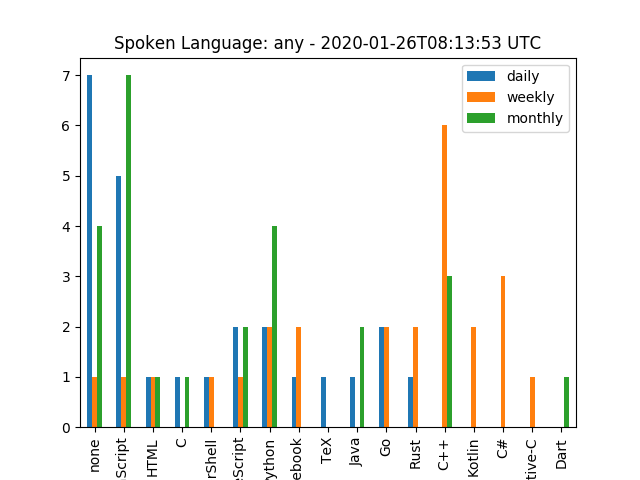 Spoken Language: any - 2020-01-26T08:13:53 UTC
daily
weekly
monthly
7
6
5
4
3
2
1
0
none
Script
HTML
C
rShell
eScript
ython
ebook
TeX
Java
Go
Rust
C++
Kotlin
C#
tive-C
Dart